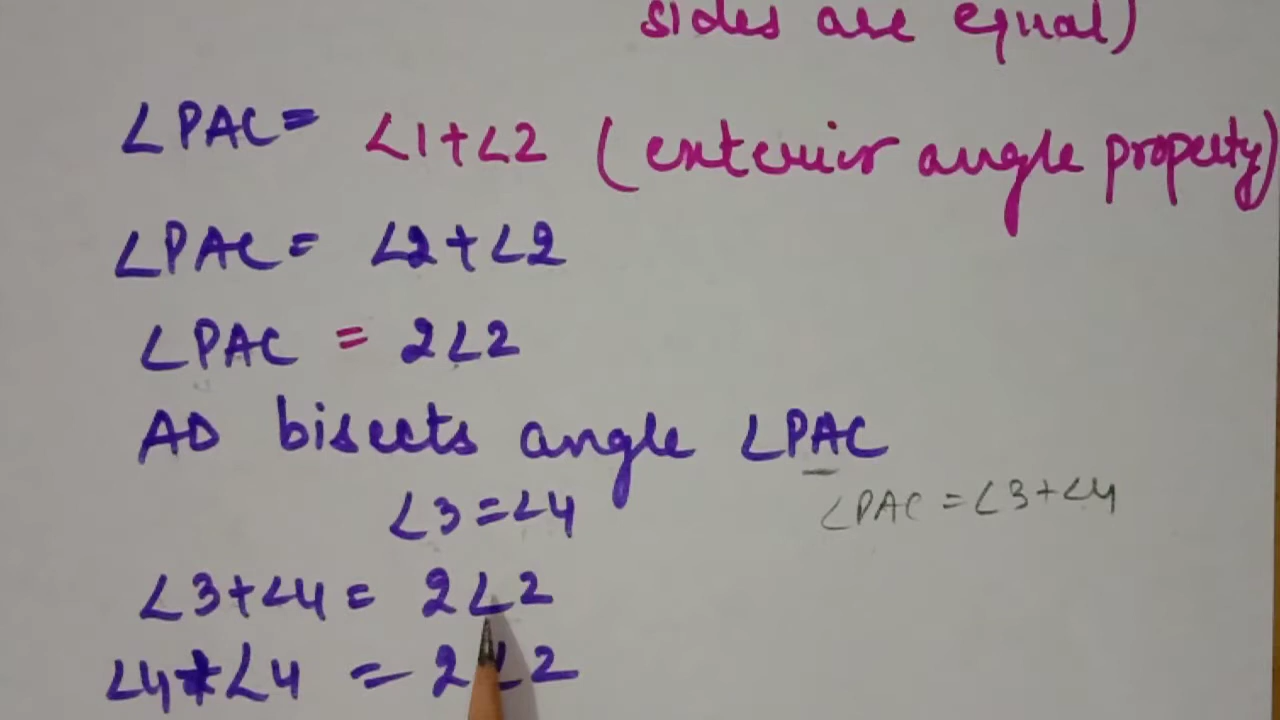 sides are equal)
∠PAC = ∠1+∠2 (exterior angle property)
∠PAC = ∠2+∠2
∠PAC = 2∠2
AD bisects angle ∠PAC
∠3=∠4
∠PAC = ∠3+∠4
∠3+∠4 = 2∠2
∠4+∠4 = 2∠2